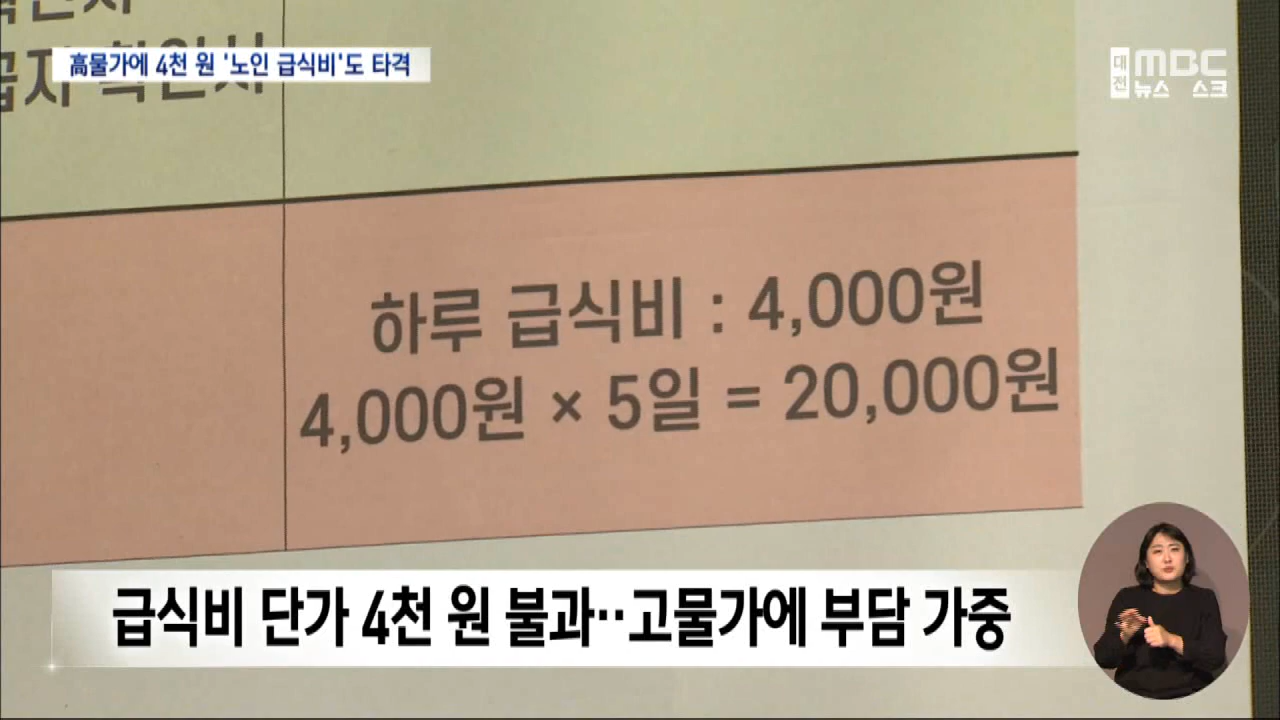 高물가에 4천 원 '노인 급식비'도 타격
대전 MBC
뉴스 스크
하루 급식비 : 4,000원
4,000원 × 5일 = 20,000원
급식비 단가 4천 원 불과‥고물가에 부담 가중